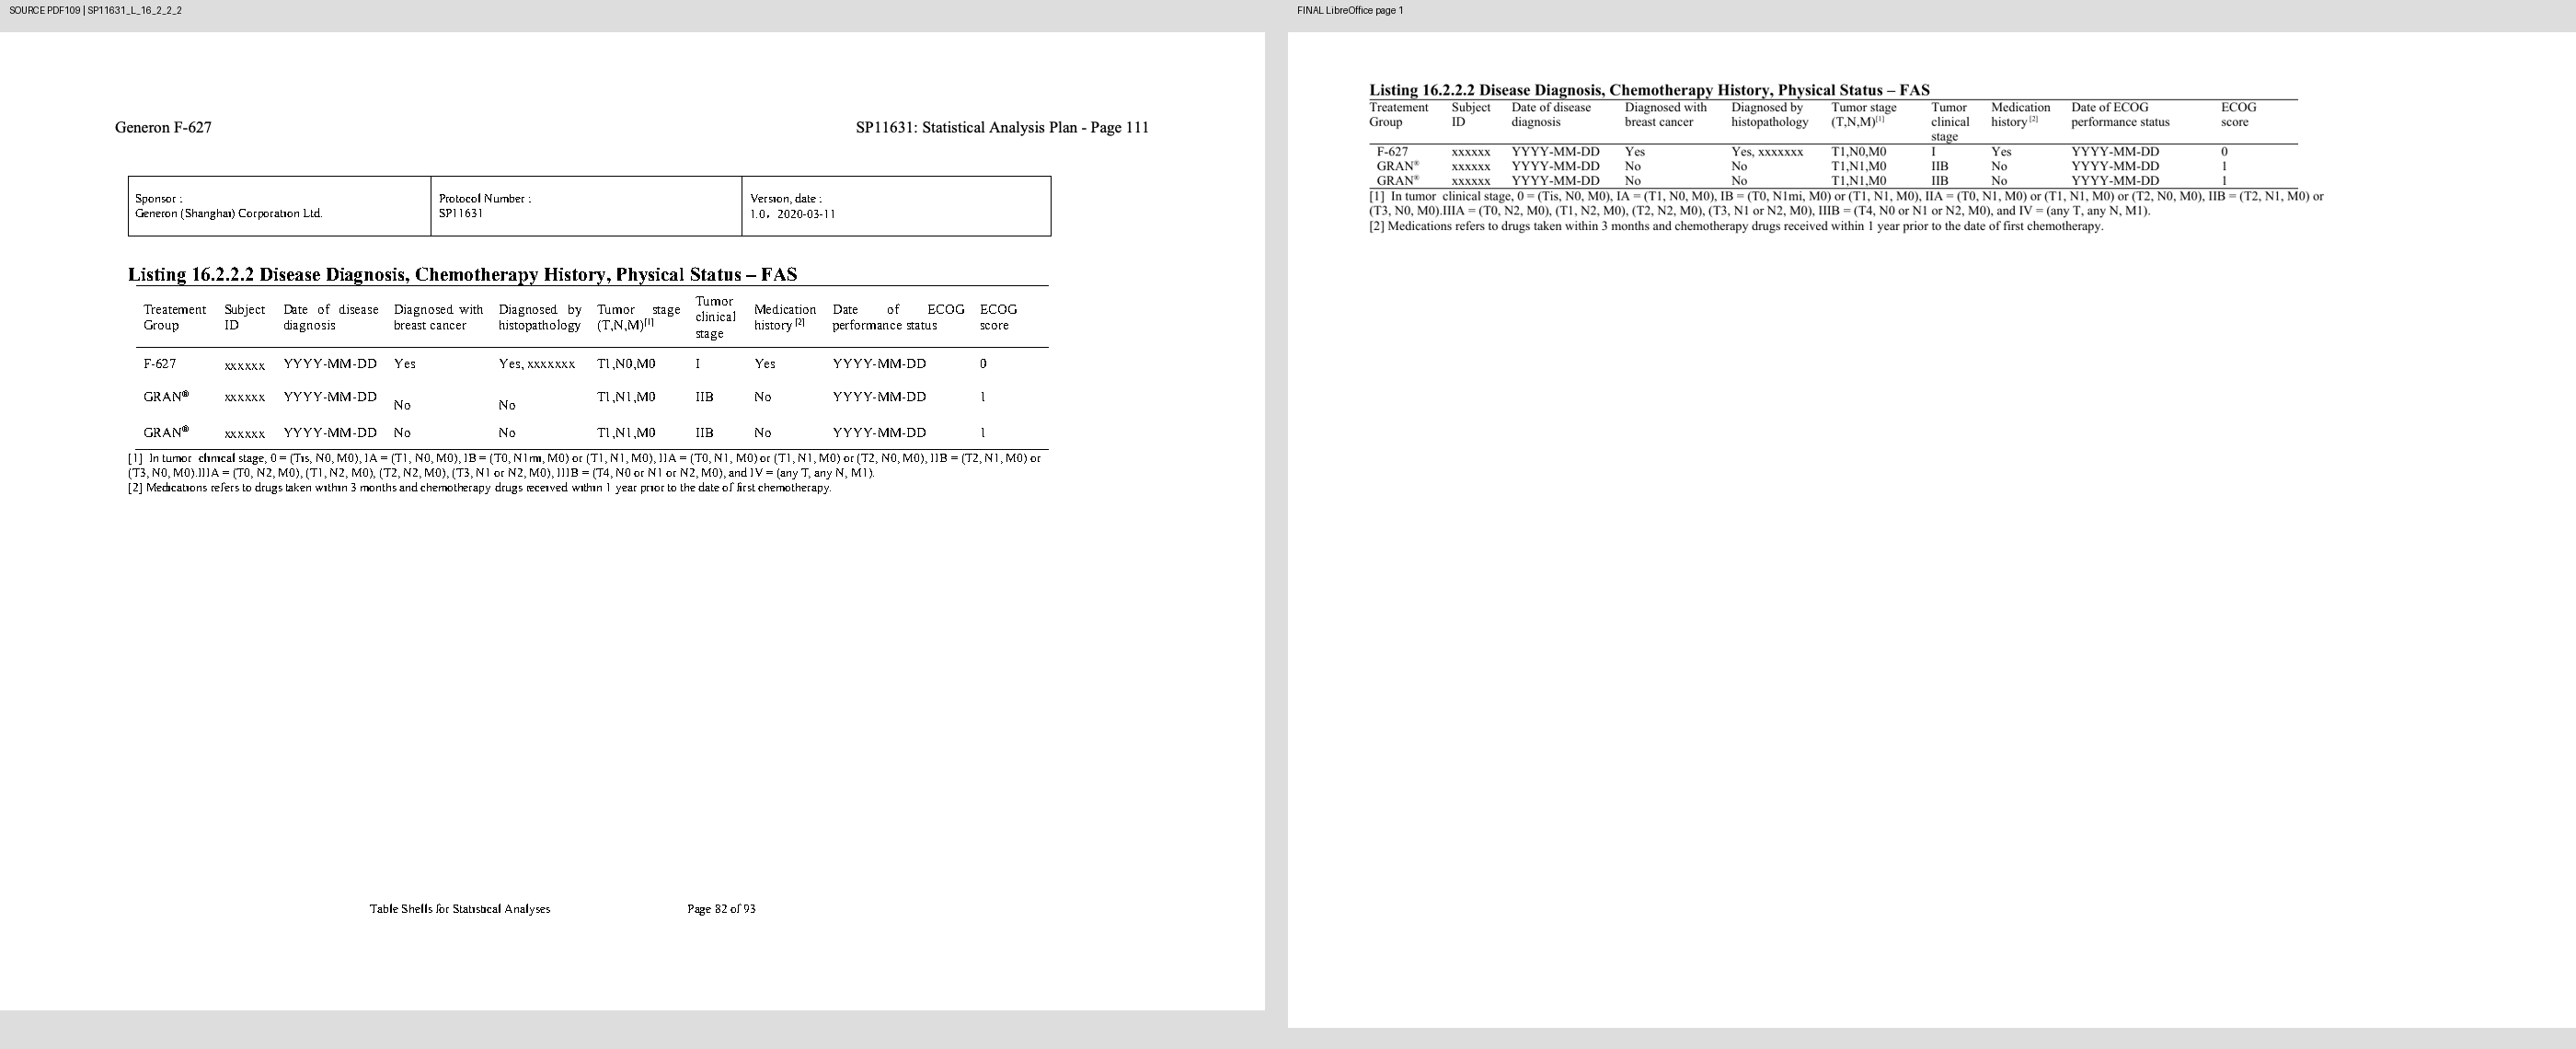 SOURCE PDF109 | SP11631_L_16_2_2_2
Generon F-627 SP11631: Statistical Analysis Plan - Page 111
Sponsor : Protocol Number : Version, date :
Generon (Shanghai) Corporation Ltd. SP11631 1.0，2020-03-11
Listing 16.2.2.2 Disease Diagnosis, Chemotherapy History, Physical Status – FAS
Treatement Subject Date of disease Diagnosed with Diagnosed by Tumor stage Tumor Medication Date of ECOG ECOG
Group ID diagnosis breast cancer histopathology (T,N,M)[1] clinical history [2] performance status score
stage
F-627 xxxxxx YYYY-MM-DD Yes Yes, xxxxxxx T1,N0,M0 I Yes YYYY-MM-DD 0
GRAN® xxxxxx YYYY-MM-DD No No T1,N1,M0 IIB No YYYY-MM-DD 1
GRAN® xxxxxx YYYY-MM-DD No No T1,N1,M0 IIB No YYYY-MM-DD 1
[1] In tumor clinical stage, 0 = (Tis, N0, M0), IA = (T1, N0, M0), IB = (T0, N1mi, M0) or (T1, N1, M0), IIA = (T0, N1, M0) or (T1, N1, M0) or (T2, N0, M0), IIB = (T2, N1, M0) or
(T3, N0, M0).IIIA = (T0, N2, M0), (T1, N2, M0), (T2, N2, M0), (T3, N1 or N2, M0), IIIB = (T4, N0 or N1 or N2, M0), and IV = (any T, any N, M1).
[2] Medications refers to drugs taken within 3 months and chemotherapy drugs received within 1 year prior to the date of first chemotherapy.
Table Shells for Statistical Analyses Page 82 of 93
FINAL LibreOffice page 1
Listing 16.2.2.2 Disease Diagnosis, Chemotherapy History, Physical Status – FAS
Treatement Subject Date of disease Diagnosed with Diagnosed by Tumor stage Tumor Medication Date of ECOG ECOG
Group ID diagnosis breast cancer histopathology (T,N,M)[1] clinical history [2] performance status score
stage
F-627 xxxxxx YYYY-MM-DD Yes Yes, xxxxxxx T1,N0,M0 I Yes YYYY-MM-DD 0
GRAN® xxxxxx YYYY-MM-DD No No T1,N1,M0 IIB No YYYY-MM-DD 1
GRAN® xxxxxx YYYY-MM-DD No No T1,N1,M0 IIB No YYYY-MM-DD 1
[1] In tumor clinical stage, 0 = (Tis, N0, M0), IA = (T1, N0, M0), IB = (T0, N1mi, M0) or (T1, N1, M0), IIA = (T0, N1, M0) or (T1, N1, M0) or (T2, N0, M0), IIB = (T2, N1, M0) or
(T3, N0, M0).IIIA = (T0, N2, M0), (T1, N2, M0), (T2, N2, M0), (T3, N1 or N2, M0), IIIB = (T4, N0 or N1 or N2, M0), and IV = (any T, any N, M1).
[2] Medications refers to drugs taken within 3 months and chemotherapy drugs received within 1 year prior to the date of first chemotherapy.